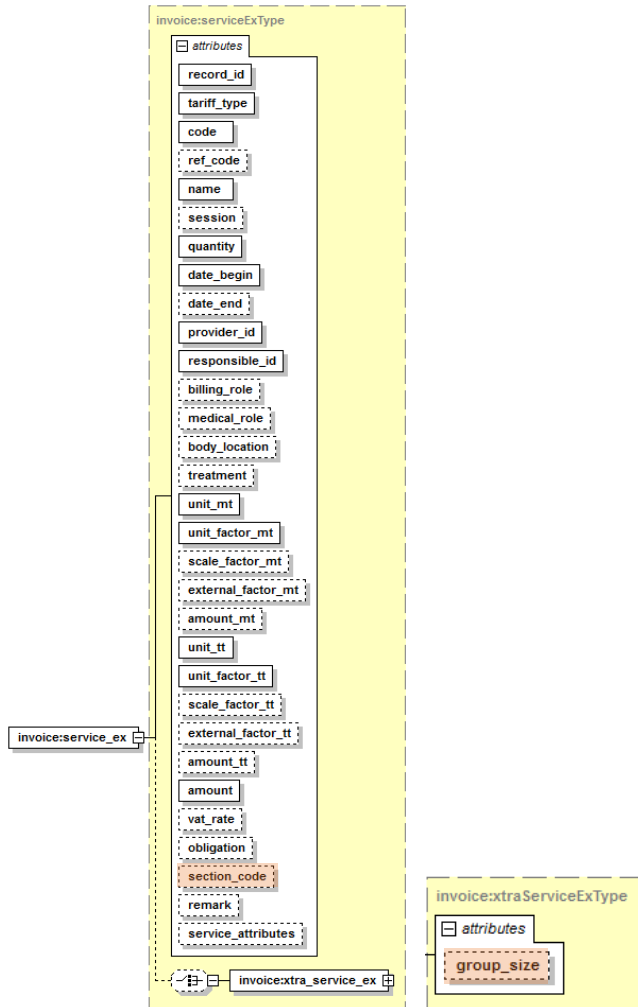 invoice:serviceExType
attributes
record_id
tariff_type
code
ref_code
name
session
quantity
date_begin
date_end
provider_id
responsible_id
billing_role
medical_role
body_location
treatment
unit_mt
unit_factor_mt
scale_factor_mt
external_factor_mt
amount_mt
unit_tt
unit_factor_tt
scale_factor_tt
invoice:service_ex
external_factor_tt
amount_tt
amount
vat_rate
obligation
section_code
remark
service_attributes
invoice:xtra_service_ex
invoice:xtraServiceExType
attributes
group_size